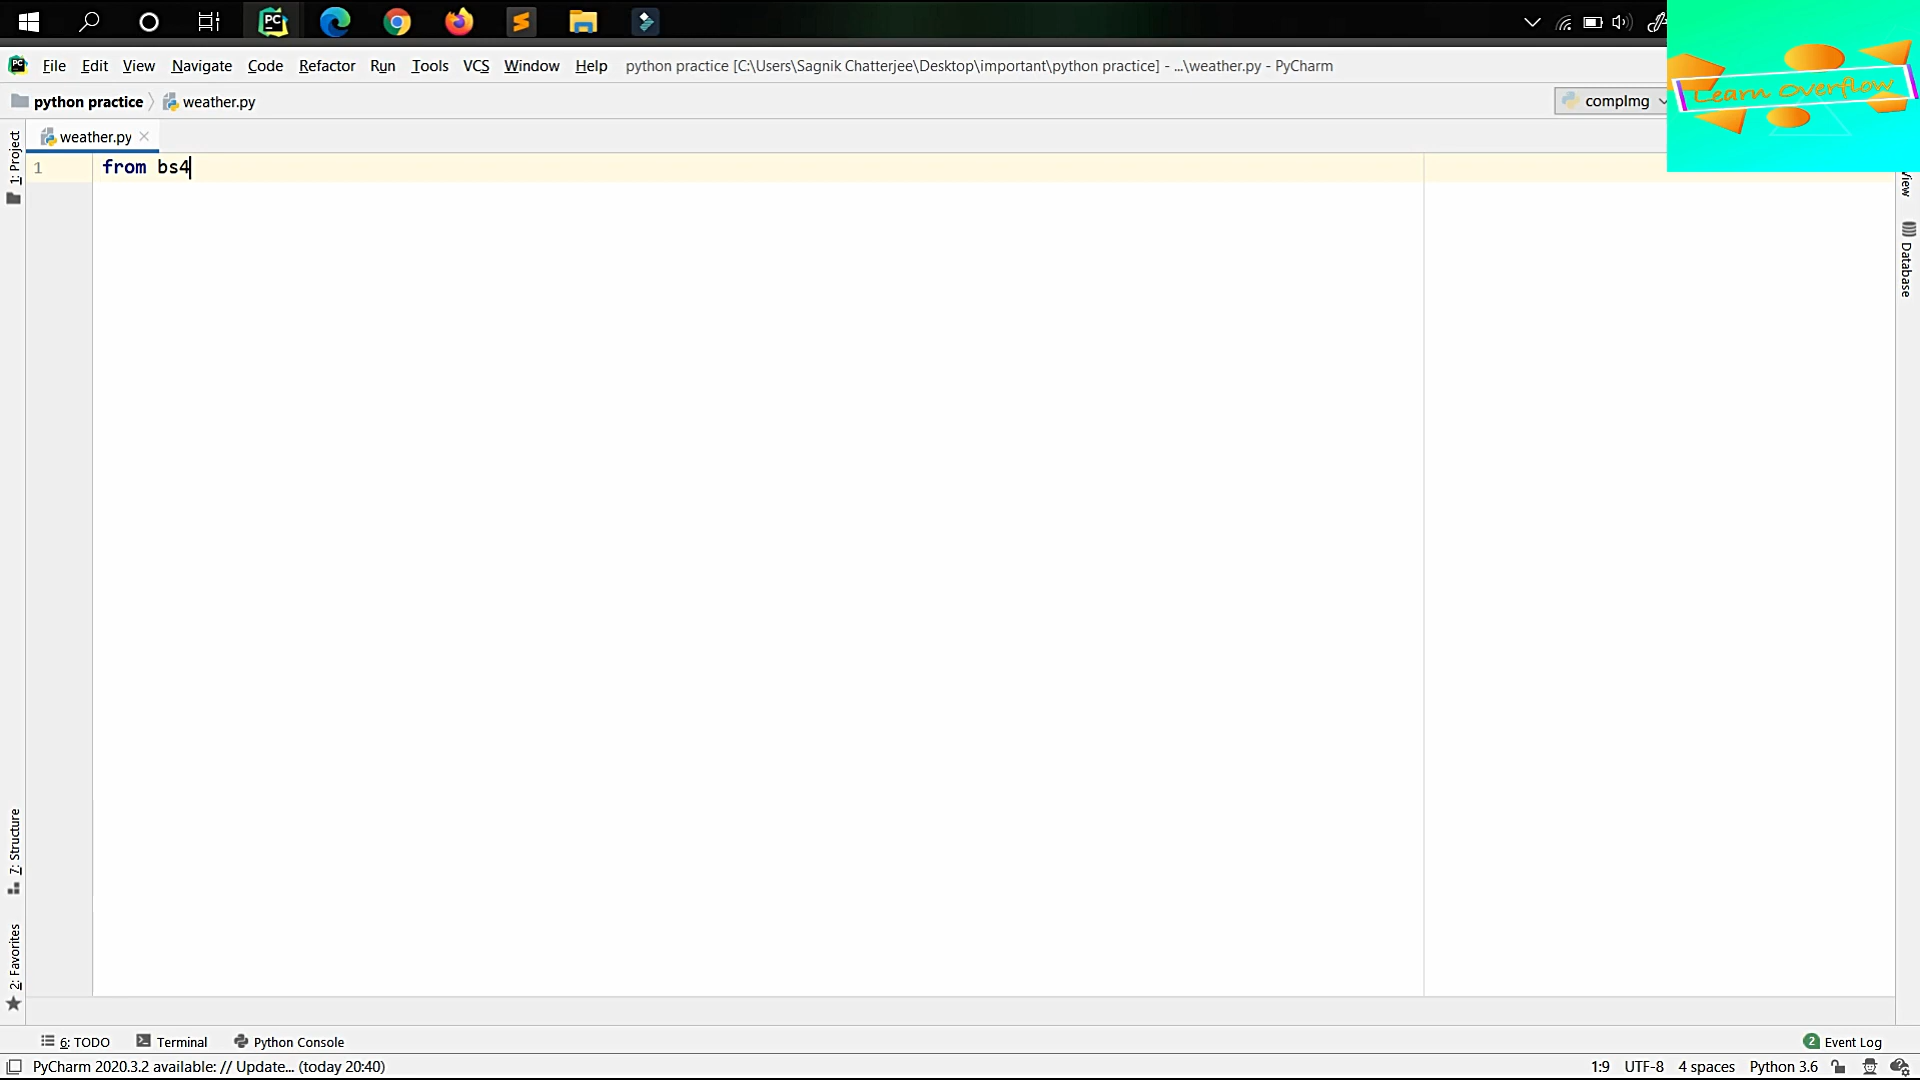 File Edit View Navigate Code Refactor Run Tools VCS Window Help python practice [C:\Users\Sagnik Chatterjee\Desktop\important\python practice] - ...\weather.py - PyCharm
Learn Overflow
python practice weather.py compImg
weather.py
1: Project
1 from bs4
View
Database
7: Structure
2: Favorites
6: TODO Terminal Python Console 2 Event Log
PyCharm 2020.3.2 available: // Update... (today 20:40) 1:9 UTF-8 4 spaces Python 3.6